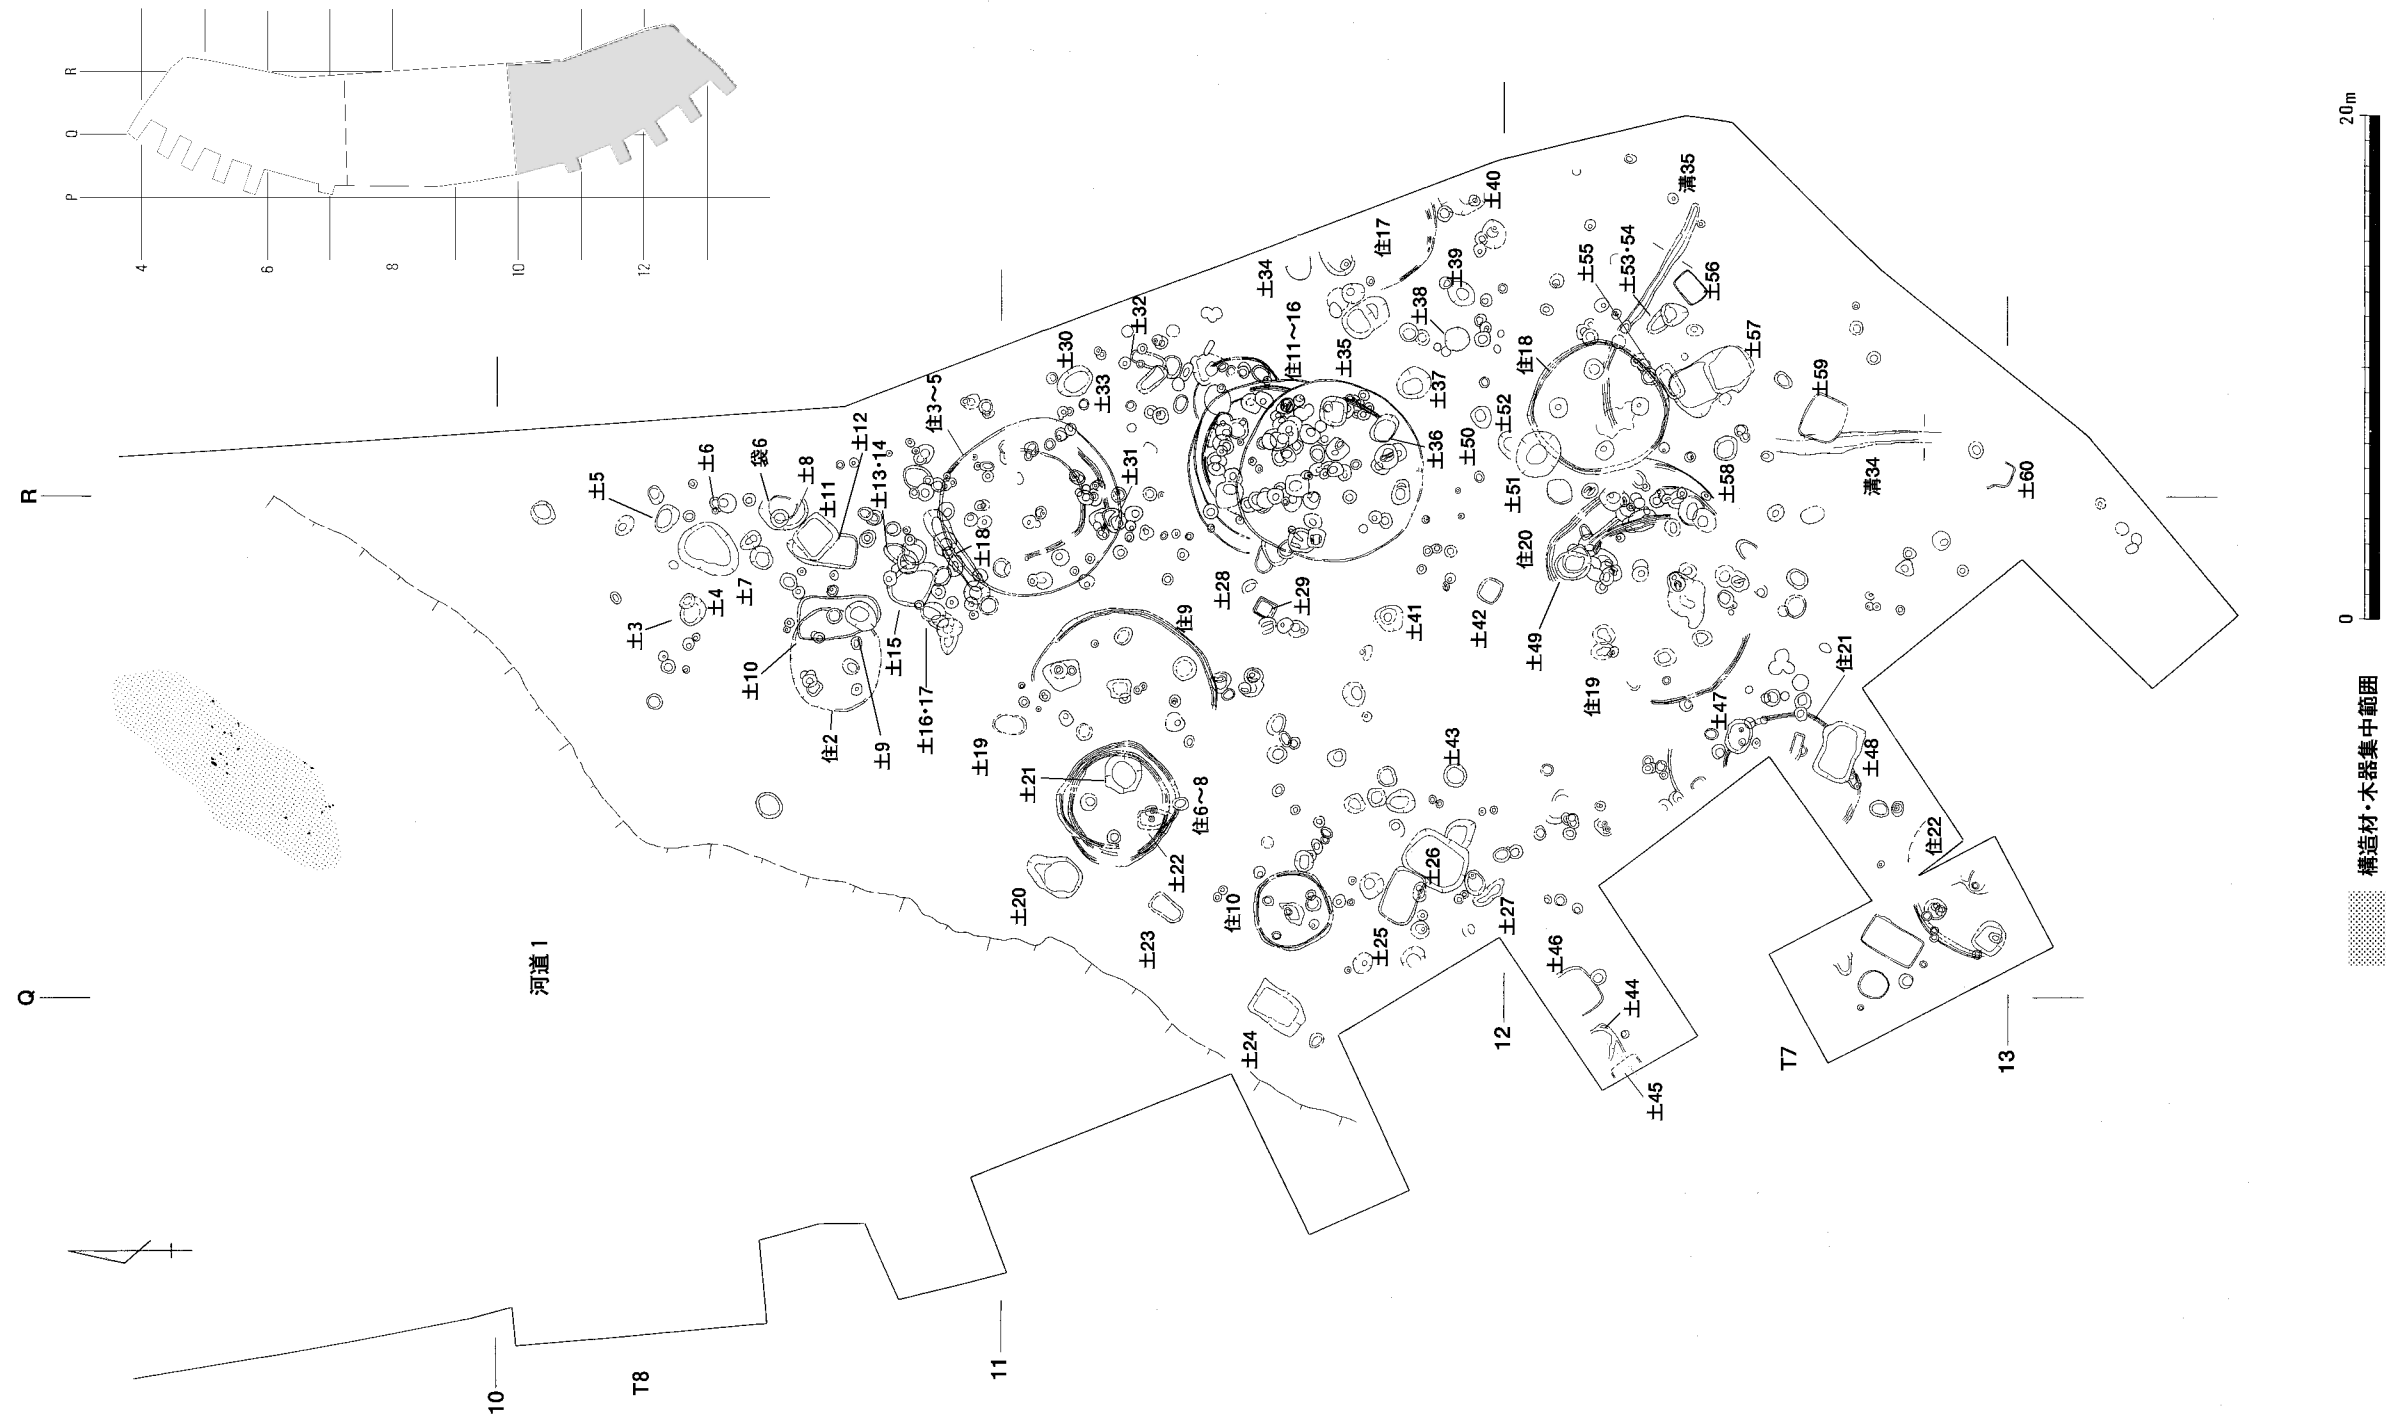 R
Q
P
4
6
8
10
12
R
Q
10
11
12
13
T8
T7
河道1
土3
土4
土5
土6
土7
袋6
土8
土11
土12
土13・14
住3～5
土10
住2
土9
土15
土16・17
土18
土19
土20
土21
土22
土23
住6～8
住9
土24
土25
土26
土27
住10
土28
土29
土30
土31
土32
土33
土34
住11～16
土35
土36
土37
土38
土39
土40
住17
土41
土42
土43
土44
土45
土46
土47
土48
土49
土50
土51
土52
住18
土55
土53・54
溝35
土56
土57
土58
土59
溝34
土60
住19
住20
住21
住22
0
20m
構造材・木器集中範囲